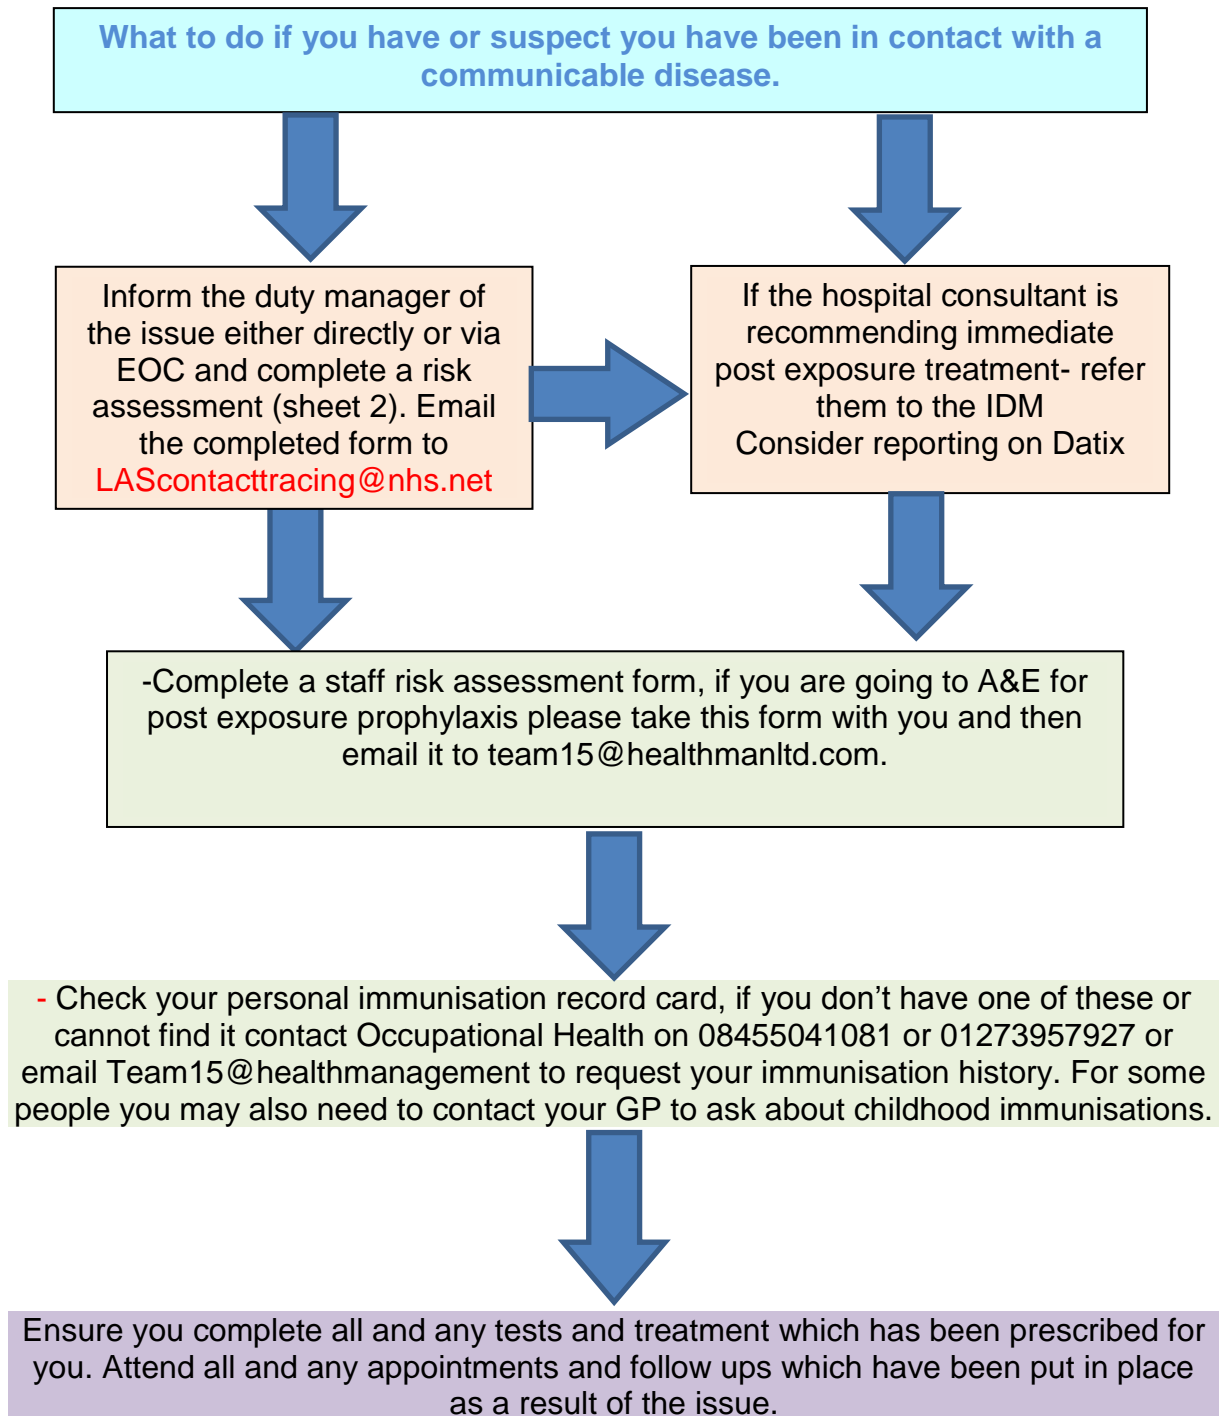 What to do if you have or suspect you have been in contact with a
communicable disease.
Inform the duty manager of
the issue either directly or via
EOC and complete a risk
assessment (sheet 2). Email
the completed form to
LAScontacttracing@nhs.net
If the hospital consultant is
recommending immediate
post exposure treatment- refer
them to the IDM
Consider reporting on Datix
-Complete a staff risk assessment form, if you are going to A&E for
post exposure prophylaxis please take this form with you and then
email it to team15@healthmanltd.com.
- Check your personal immunisation record card, if you don’t have one of these or
cannot find it contact Occupational Health on 08455041081 or 01273957927 or
email Team15@healthmanagement to request your immunisation history. For some
people you may also need to contact your GP to ask about childhood immunisations.
Ensure you complete all and any tests and treatment which has been prescribed for
you. Attend all and any appointments and follow ups which have been put in place
as a result of the issue.